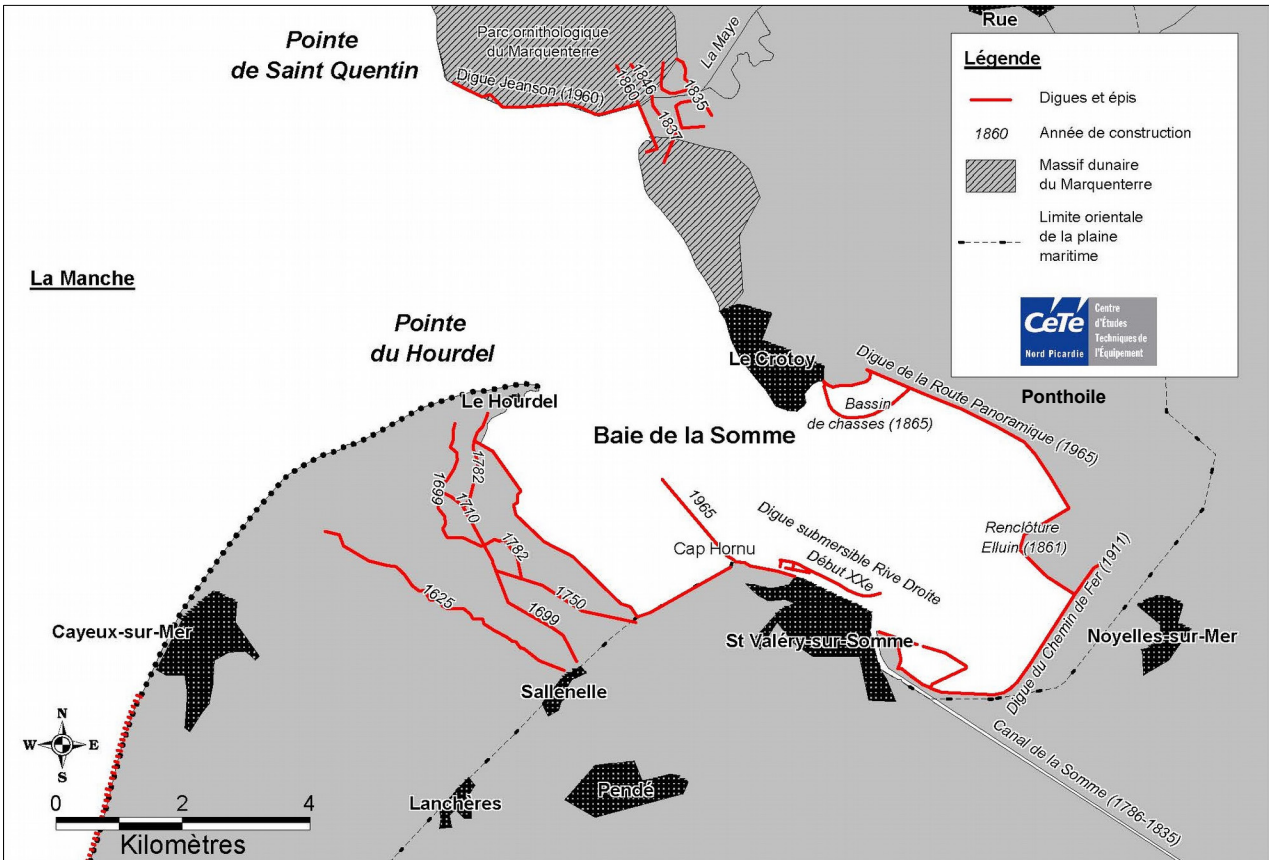 Pointe
de Saint Quentin
Parc ornithologique
du Marquenterre
La Maye
Rue
Digue Jeanson (1960)
1860
1846
1835
1837
Légende
Digues et épis
1860 Année de construction
Massif dunaire
du Marquenterre
Limite orientale
de la plaine
maritime
CETÉ
Nord Picardie
Centre
d'Études
Techniques de
l'Équipement
La Manche
Pointe
du Hourdel
Le Hourdel
Le Crotoy
Bassin
de chasses (1865)
Digue de la Route Panoramique (1965)
Ponthoile
Baie de la Somme
1782
1699
1710
1782
1750
1699
1625
1965
Cap Hornu
Digue submersible Rive Droite
Début XXe
Renclôture
Elluin (1861)
Digue du Chemin de Fer (1911)
Cayeux-sur-Mer
St Valéry-sur-Somme
Noyelles-sur-Mer
Sallenelle
Canal de la Somme (1786-1835)
Lanchères
Pendé
N
W E
S
0 2 4
Kilomètres